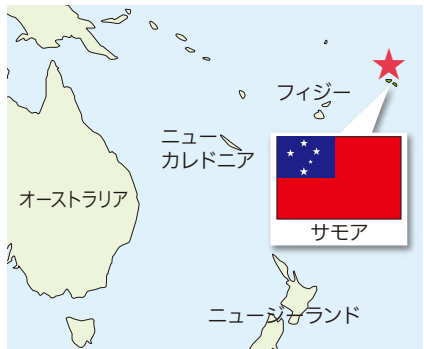 フィジー
ニュー
カレドニア
オーストラリア
サモア
ニュージーランド